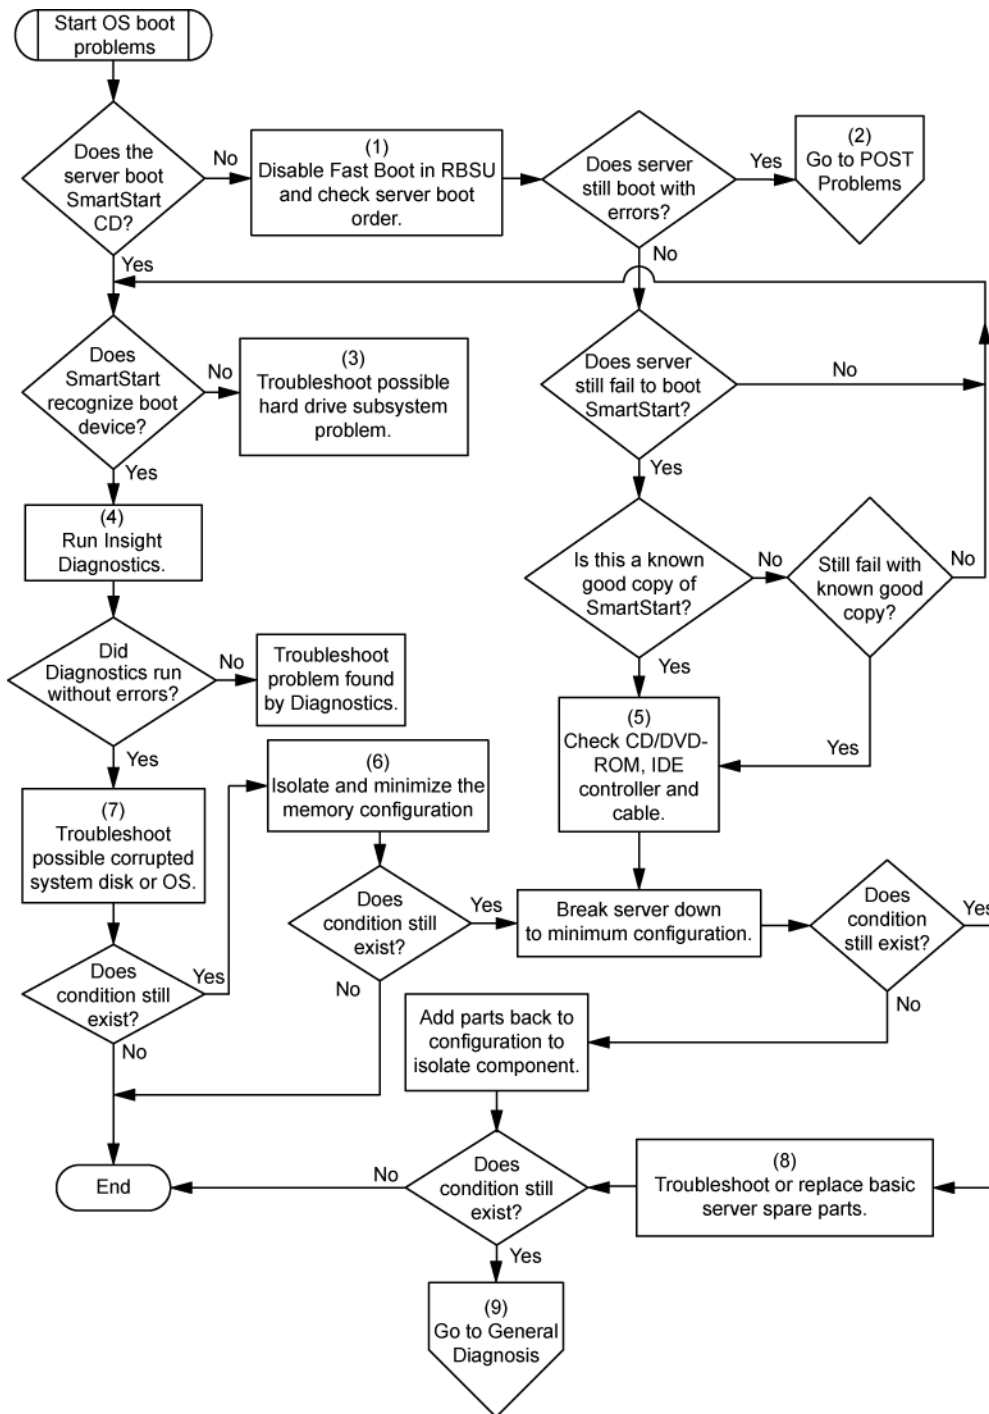 Start OS boot
problems
Does the
server boot
SmartStart
CD?
No
(1)
Disable Fast Boot in RBSU
and check server boot
order.
Does server
still boot with
errors?
Yes
(2)
Go to POST
Problems
Yes
No
Does
SmartStart
recognize boot
device?
No
(3)
Troubleshoot possible
hard drive subsystem
problem.
Does server
still fail to boot
SmartStart?
No
Yes
Yes
(4)
Run Insight
Diagnostics.
Is this a known
good copy of
SmartStart?
No
Still fail with
known good
copy?
No
Did
Diagnostics run
without errors?
No
Troubleshoot
problem found
by Diagnostics.
Yes
(5)
Check CD/DVD-
ROM, IDE
controller and
cable.
Yes
Yes
(6)
Isolate and minimize the
memory configuration
(7)
Troubleshoot
possible corrupted
system disk or OS.
Does
condition still
exist?
Yes
Break server down
to minimum configuration.
Does
condition
still exist?
Yes
Does
condition still
exist?
Yes
No
No
No
Add parts back to
configuration to
isolate component.
End
No
Does
condition still
exist?
(8)
Troubleshoot or replace basic
server spare parts.
Yes
(9)
Go to General
Diagnosis